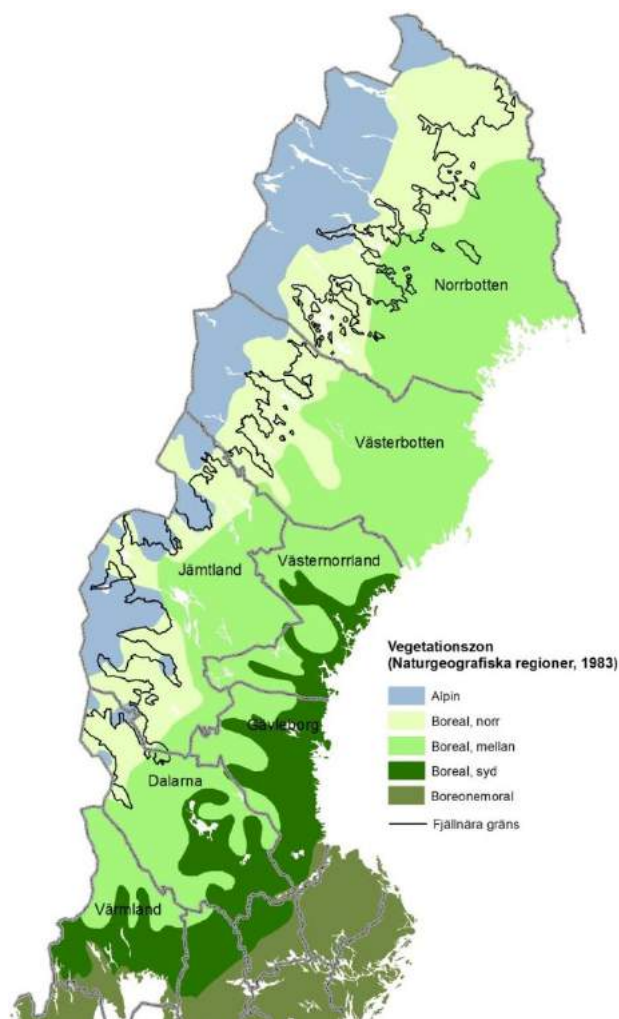 Norrbotten
Västerbotten
Västernorrland
Jämtland
Gävleborg
Dalarna
Värmland
Vegetationszon
(Naturgeografiska regioner, 1983)
Alpin
Boreal, norr
Boreal, mellan
Boreal, syd
Boreonemoral
Fjällnära gräns